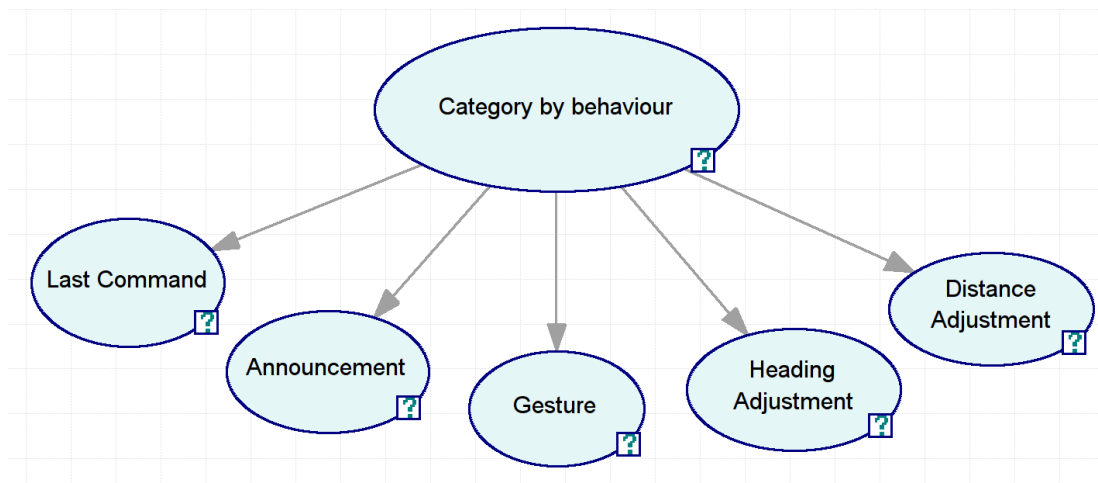 Category by behaviour
?
Last Command
?
Announcement
?
Gesture
?
Heading
Adjustment
?
Distance
Adjustment
?